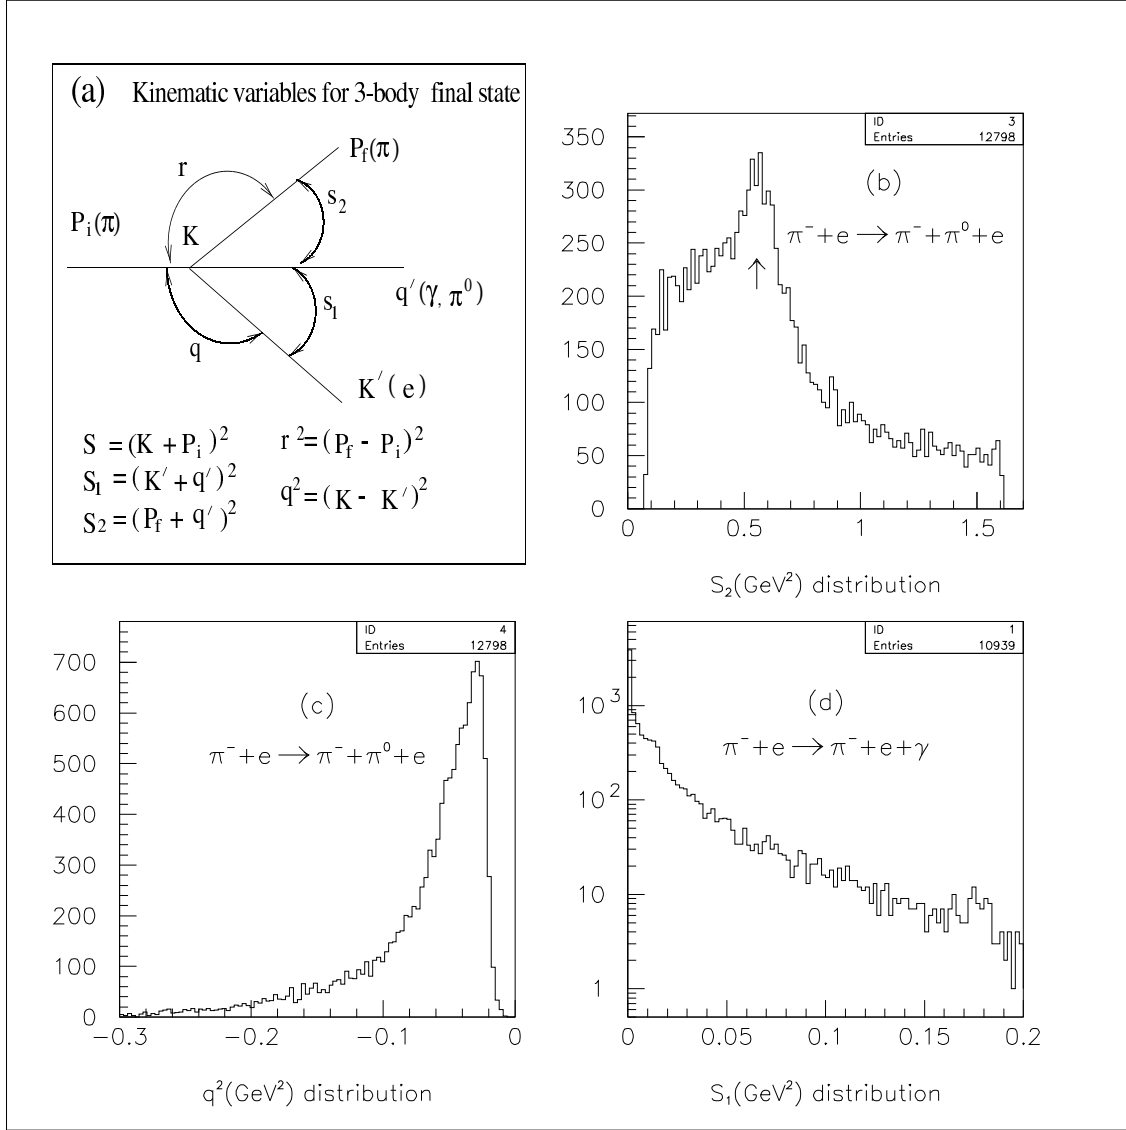 (a) Kinematic variables for 3-body final state
r
P_f(π)
s_2
P_i(π)
K
q′(γ, π^0)
s_1
q
K′(e)
S = (K + P_i)^2
r^2 = (P_f - P_i)^2
S_1 = (K′ + q′)^2
q^2 = (K - K′)^2
S2 = (P_f + q′)^2
ID 3
Entries 12798
(b)
π^- + e → π^- + π^0 + e
↑
350
300
250
200
150
100
50
0
0 0.5 1 1.5
S_2(GeV^2) distribution
ID 4
Entries 12798
(c)
π^- + e → π^- + π^0 + e
700
600
500
400
300
200
100
0
−0.3 −0.2 −0.1 0
q^2(GeV^2) distribution
ID 1
Entries 10939
(d)
π^- + e → π^- + e + γ
10^3
10^2
10
1
0 0.05 0.1 0.15 0.2
S_1(GeV^2) distribution